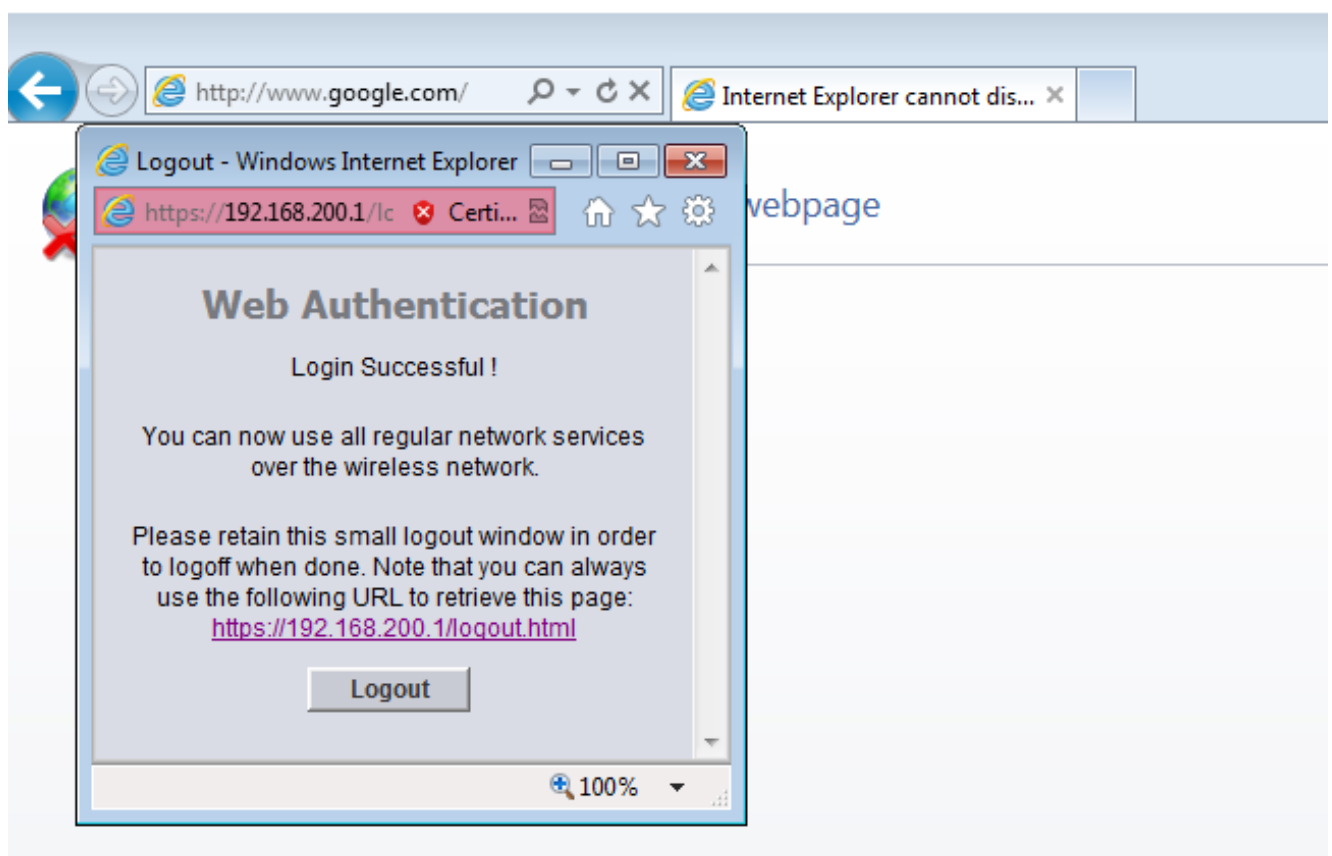 http://www.google.com/
Internet Explorer cannot dis...
Logout - Windows Internet Explorer
https://192.168.200.1/lc
Certi...
webpage
Web Authentication
Login Successful !
You can now use all regular network services
over the wireless network.
Please retain this small logout window in order
to logoff when done. Note that you can always
use the following URL to retrieve this page:
https://192.168.200.1/logout.html
Logout
100%